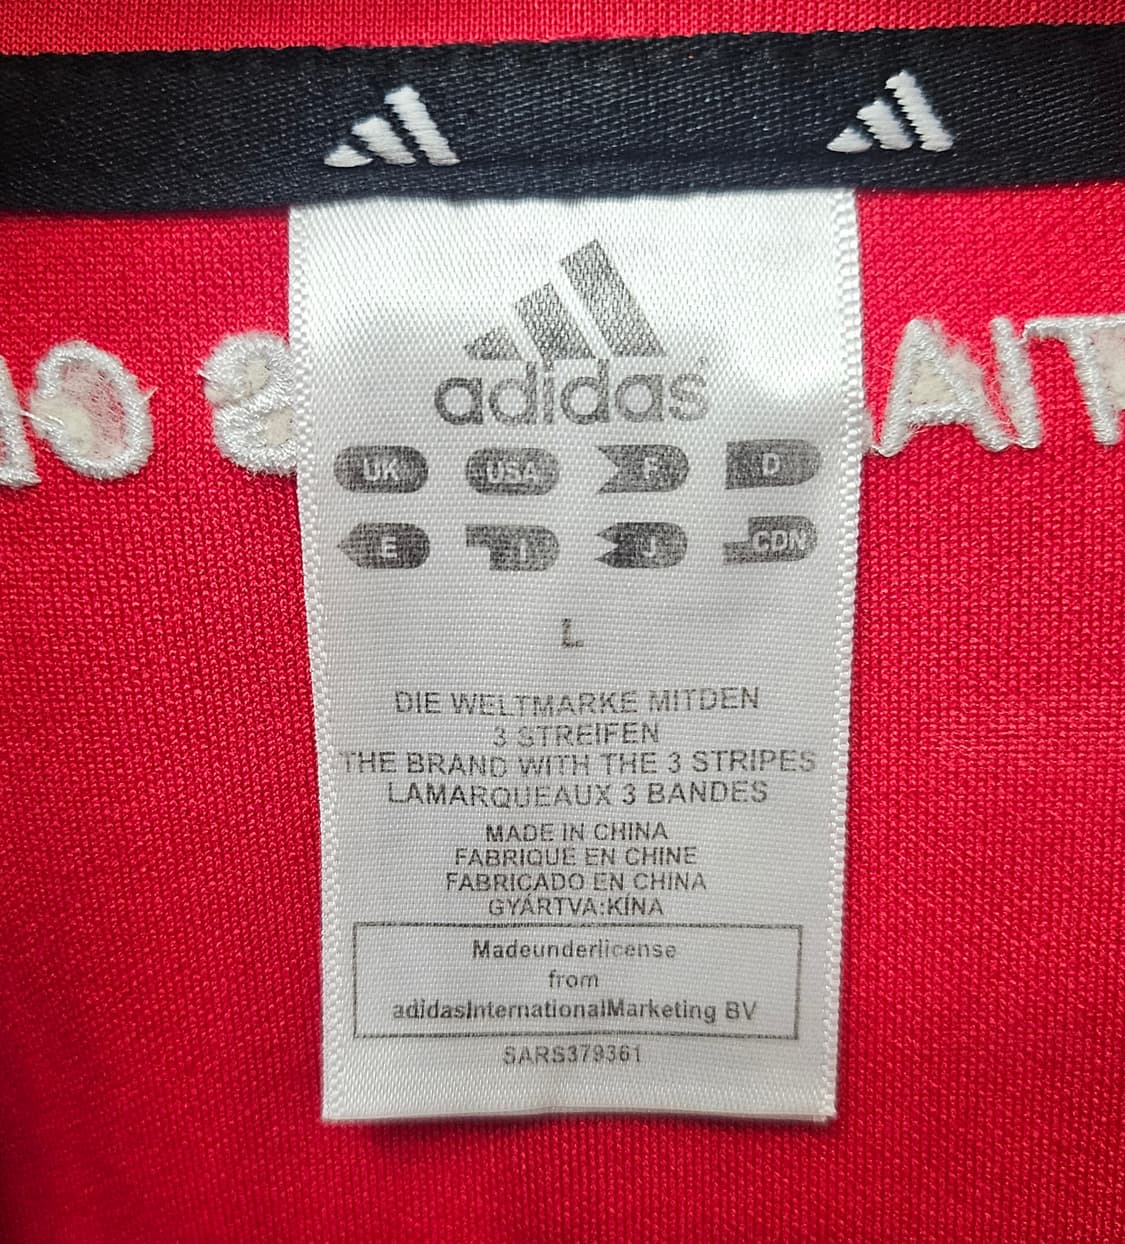 adidas
UK USA F D
E I J CDN
L
DIE WELTMARKE MITDEN
3 STREIFEN
THE BRAND WITH THE 3 STRIPES
LAMARQUEAUX 3 BANDES
MADE IN CHINA
FABRIQUE EN CHINE
FABRICADO EN CHINA
GYÁRTVA:KÍNA
Madeunderlicense
from
adidasInternationalMarketing BV
SARS379361